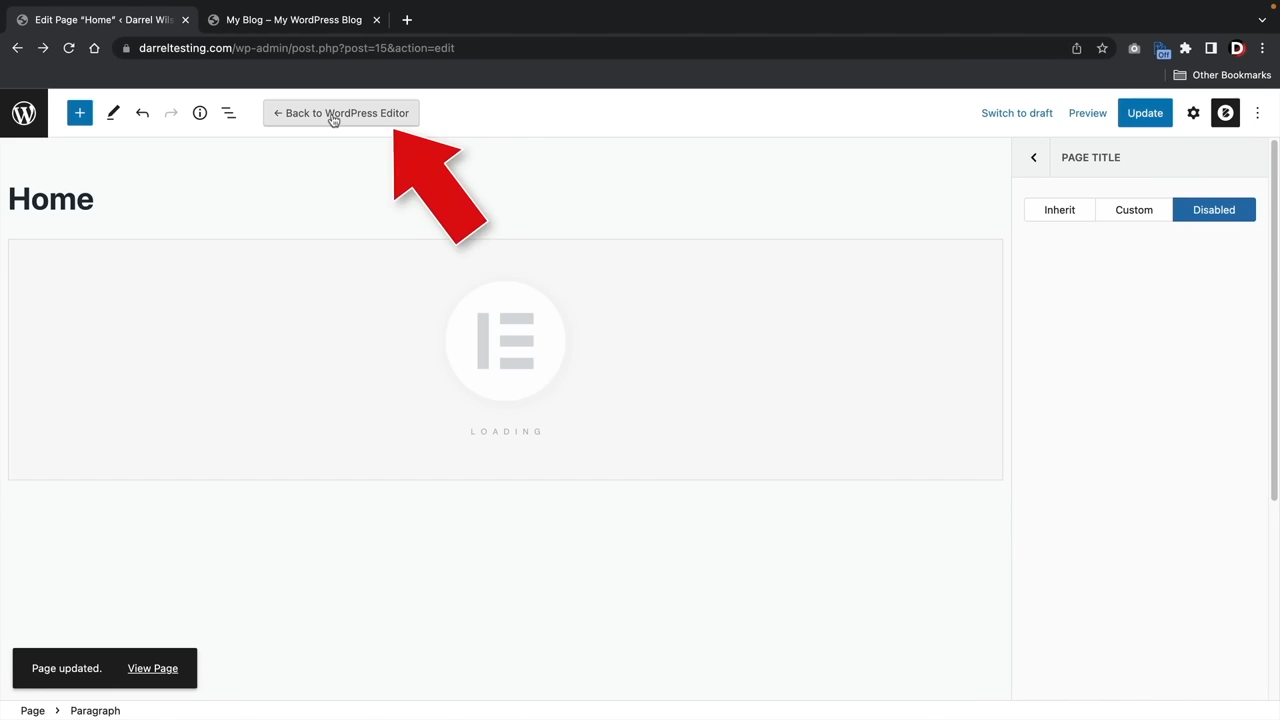 Edit Page “Home” ‹ Darrel Wils
My Blog – My WordPress Blog
darreltesting.com/wp-admin/post.php?post=15&action=edit
Off
D
Other Bookmarks
← Back to WordPress Editor
Switch to draft
Preview
Update
PAGE TITLE
Home
Inherit
Custom
Disabled
LOADING
Page updated.
View Page
Page
Paragraph